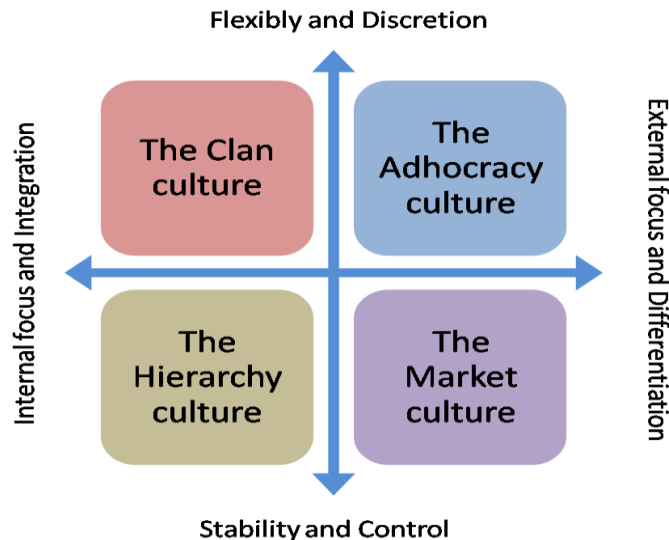 Flexibly and Discretion
The Clan
culture
The
Adhocracy
culture
Internal focus and Integration
External focus and Differentiation
The
Hierarchy
culture
The
Market
culture
Stability and Control